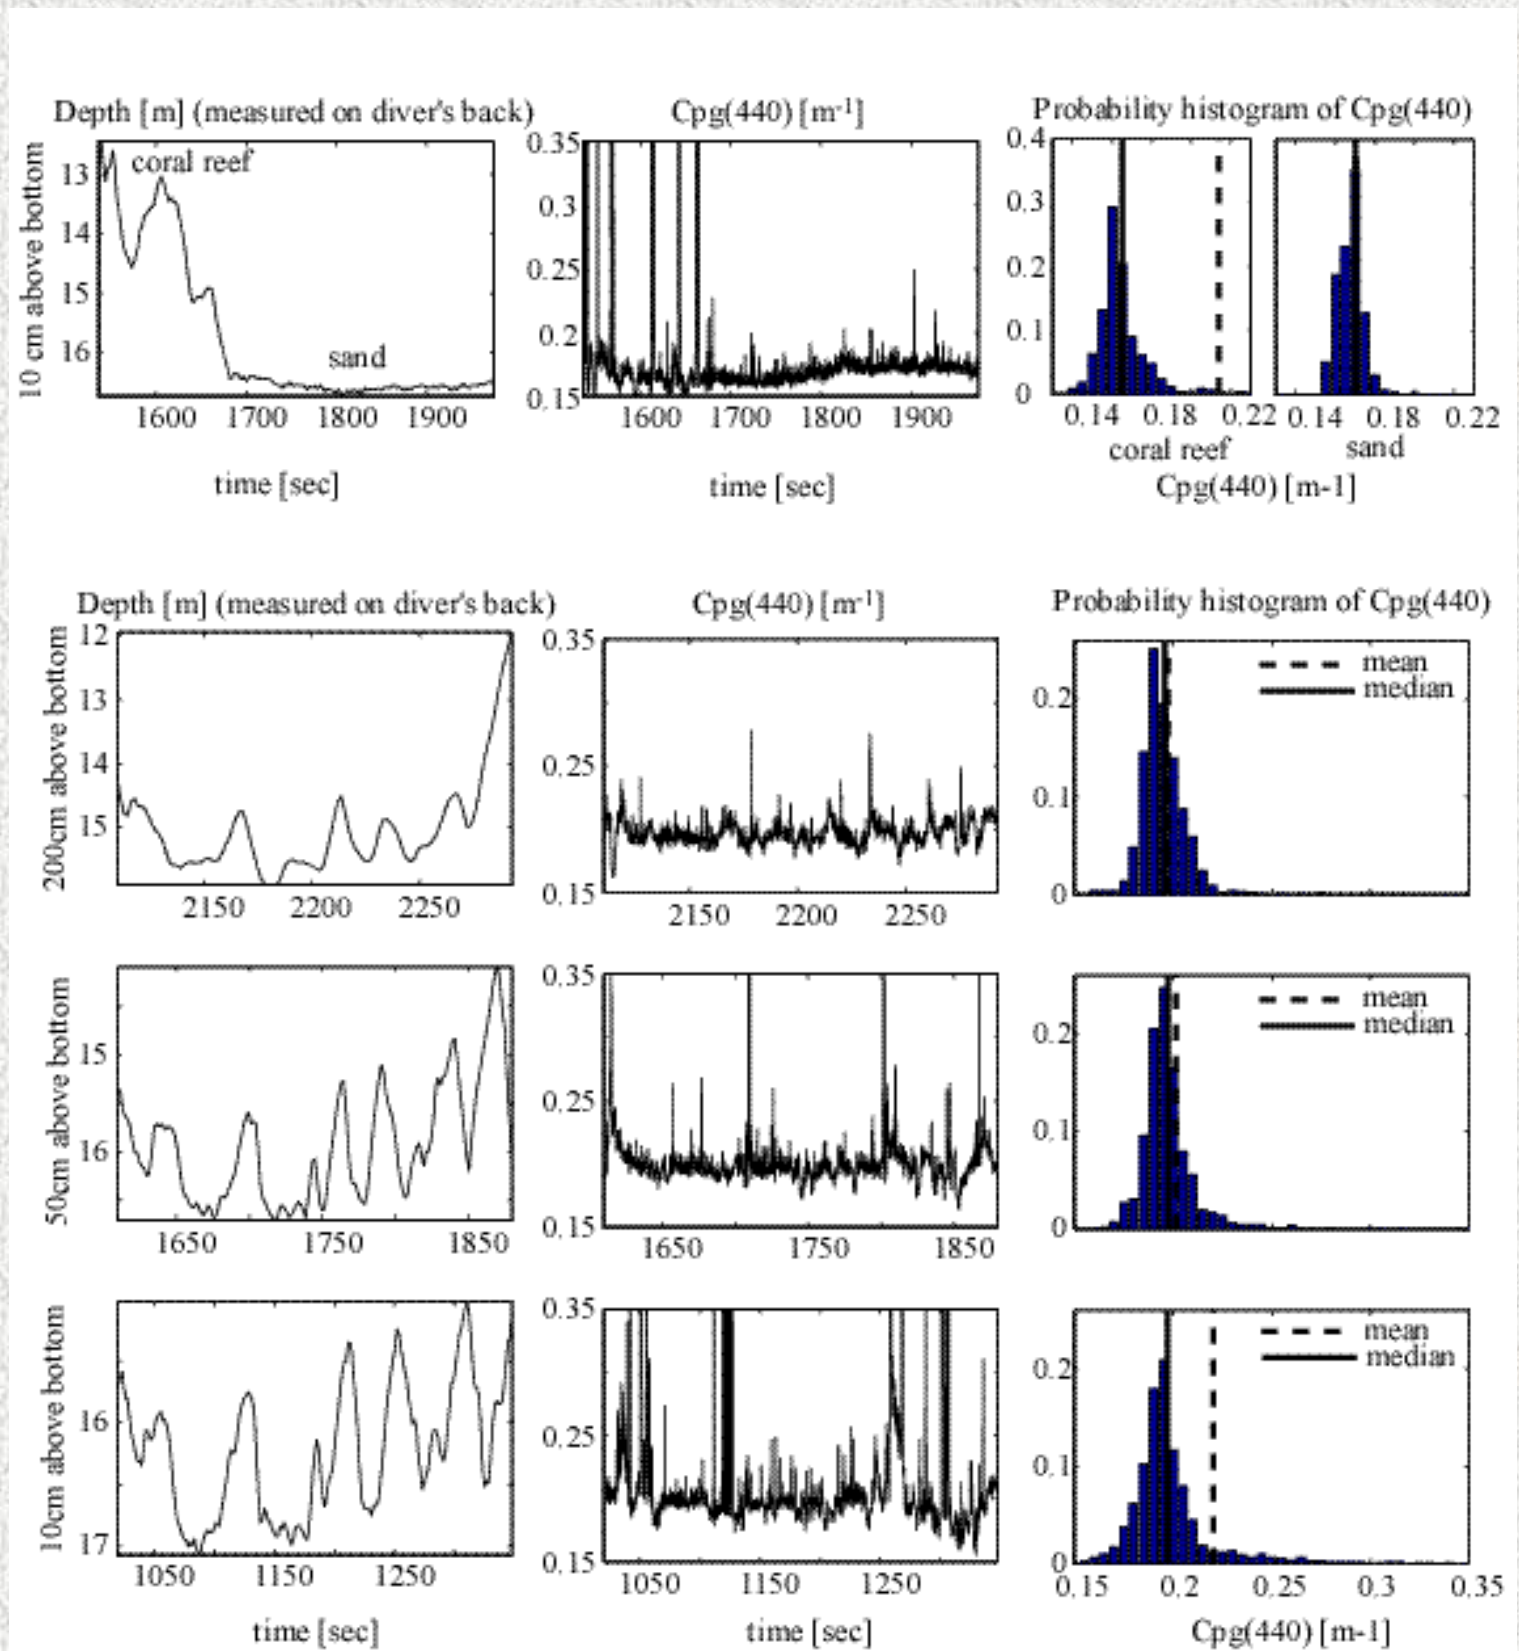 Depth [m] (measured on diver's back)
Cpg(440) [m-1]
Probability histogram of Cpg(440)
10 cm above bottom
13
14
15
16
coral reef
sand
1600 1700 1800 1900
time [sec]
0.35
0.3
0.25
0.2
0.15
1600 1700 1800 1900
time [sec]
0.4
0.3
0.2
0.1
0
0.14 0.18 0.22
coral reef
0.14 0.18 0.22
sand
Cpg(440) [m-1]
Depth [m] (measured on diver's back)
Cpg(440) [m-1]
Probability histogram of Cpg(440)
200cm above bottom
12
13
14
15
2150 2200 2250
0.35
0.25
0.15
2150 2200 2250
mean
median
0.2
0.1
0
50cm above bottom
15
16
1650 1750 1850
0.35
0.25
0.15
1650 1750 1850
mean
median
0.2
0.1
0
10cm above bottom
16
17
1050 1150 1250
time [sec]
0.35
0.25
0.15
1050 1150 1250
time [sec]
mean
median
0.2
0.1
0
0.15 0.2 0.25 0.3 0.35
Cpg(440) [m-1]